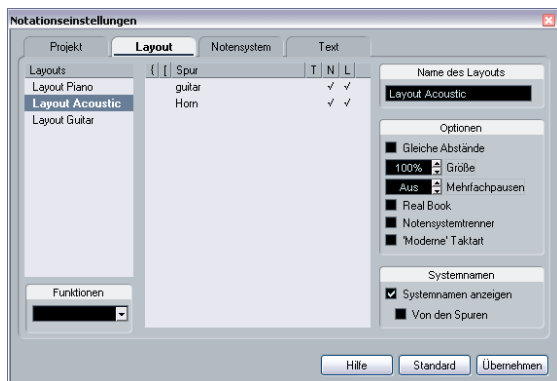 Notationseinstellungen
Projekt Layout Notensystem Text
Layouts
Layout Piano
Layout Acoustic
Layout Guitar
Funktionen
{ [ Spur T N L
guitar √ √
Horn √ √
Name des Layouts
Layout Acoustic
Optionen
Gleiche Abstände
100% Größe
Aus Mehrfachpausen
Real Book
Notensystemtrenner
'Moderne' Taktart
Systemnamen
Systemnamen anzeigen
Von den Spuren
Hilfe Standard Übernehmen